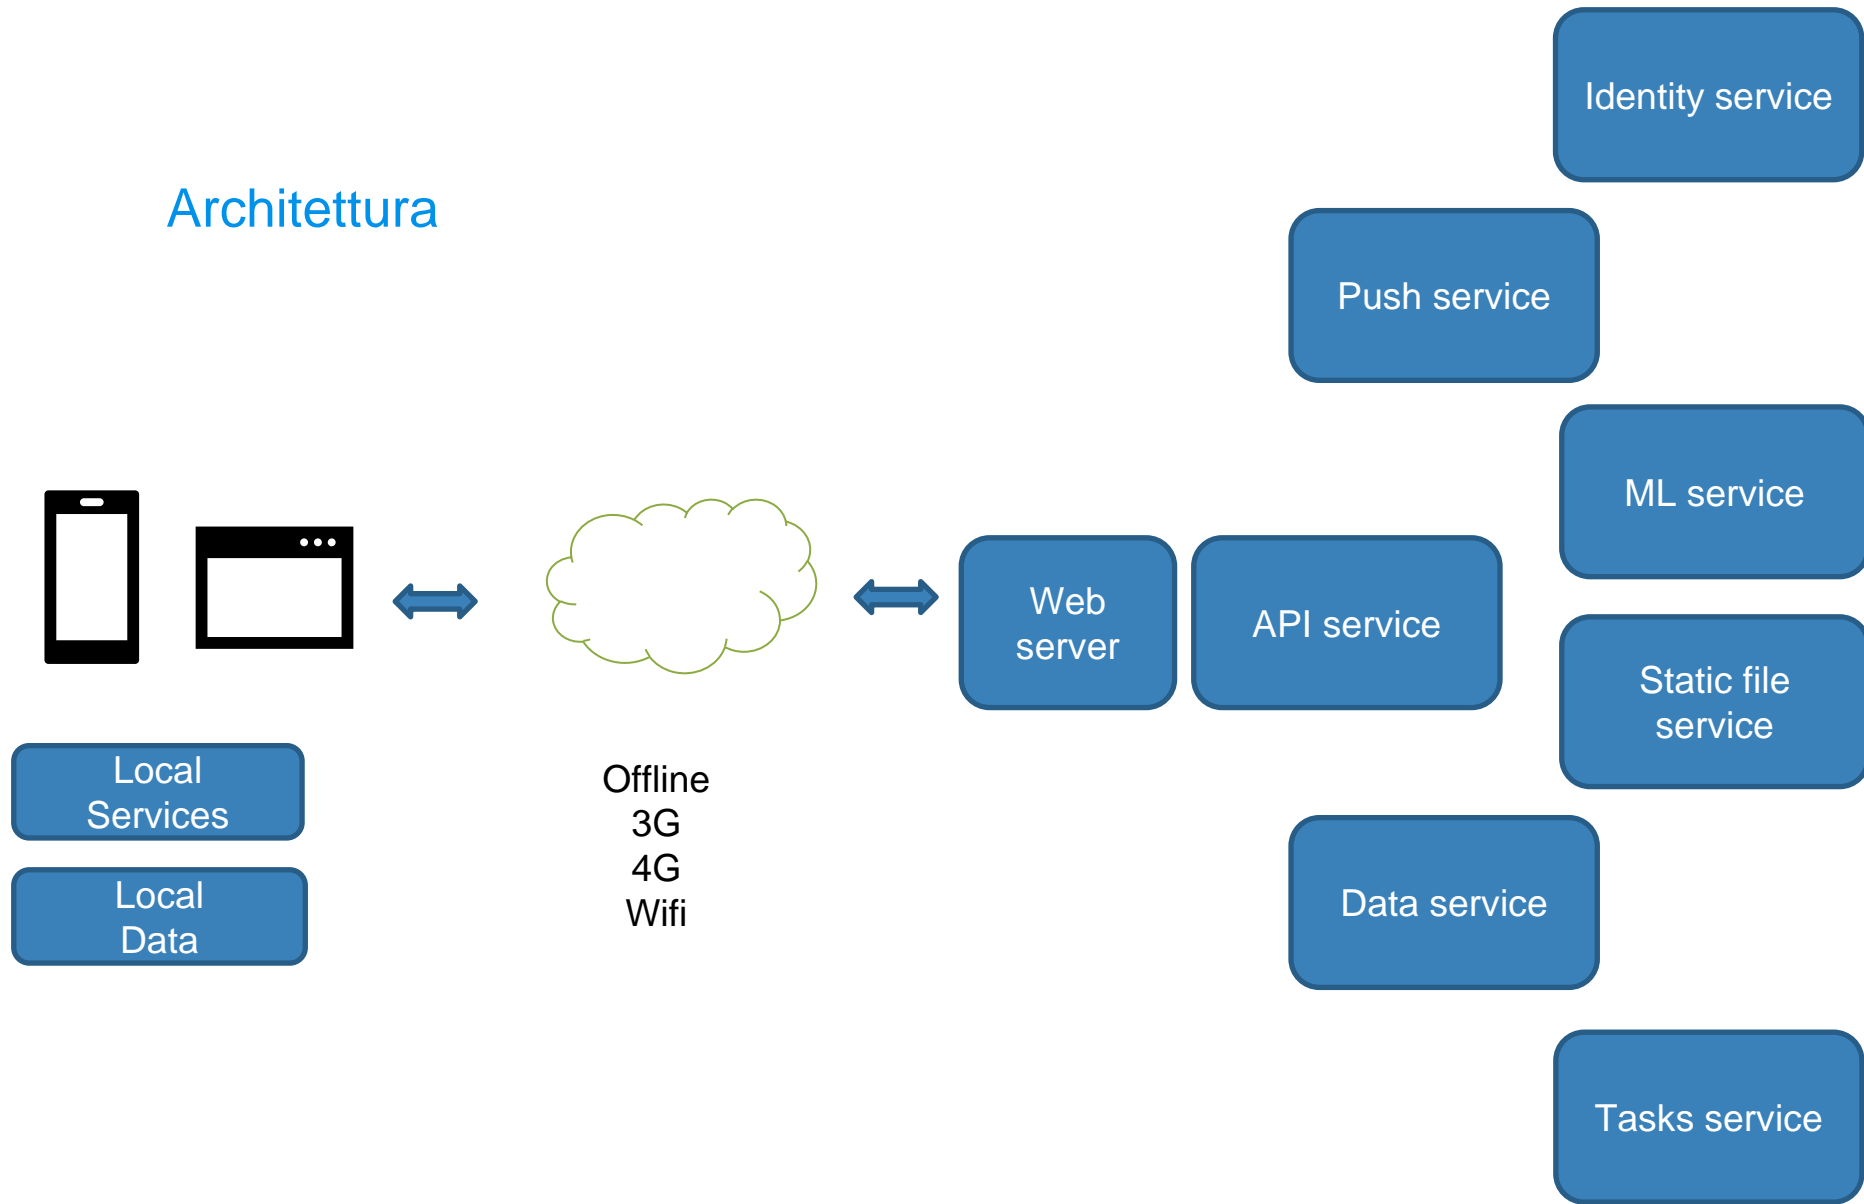 Architettura
Identity service
Push service
ML service
Web
server
API service
Static file
service
Local
Services
Local
Data
Offline
3G
4G
Wifi
Data service
Tasks service